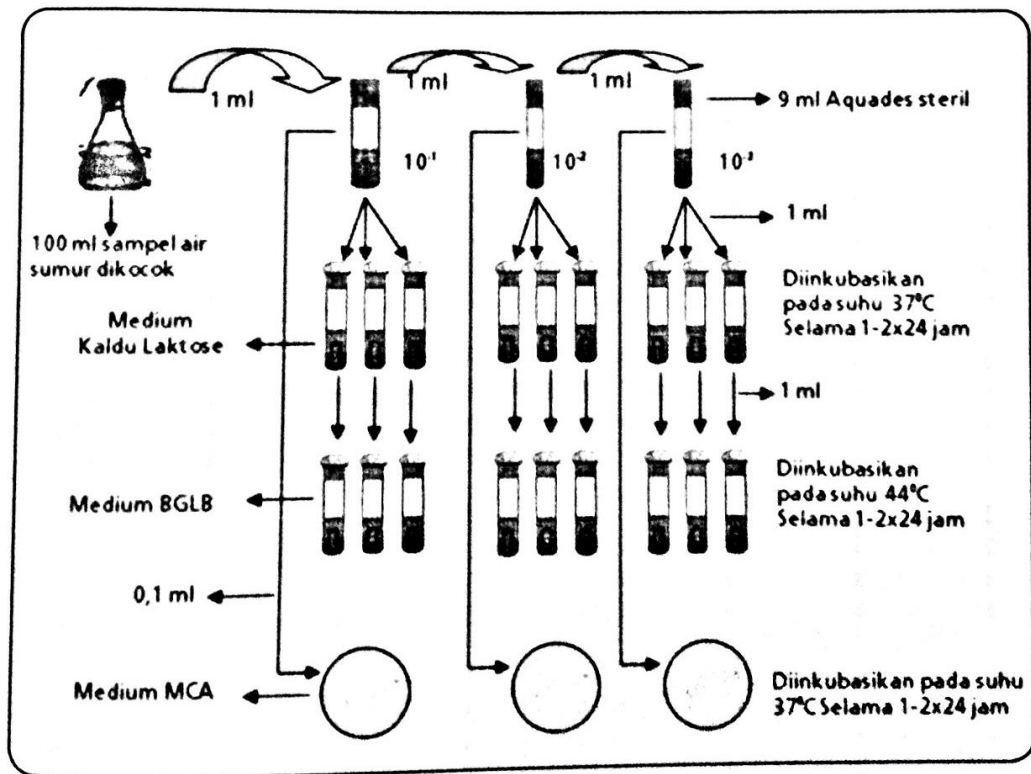 1 ml
1 ml
1 ml
9 ml Aquades steril
10⁻¹
10⁻²
10⁻³
1 ml
100 ml sampel air
sumur dikocok
Diinkubasikan
pada suhu 37⁰C
Selama 1-2x24 jam
Medium
Kaldu Laktose
1 ml
Diinkubasikan
pada suhu 44⁰C
Selama 1-2x24 jam
Medium BGLB
0,1 ml
Medium MCA
Diinkubasikan pada suhu
37⁰C Selama 1-2x24 jam